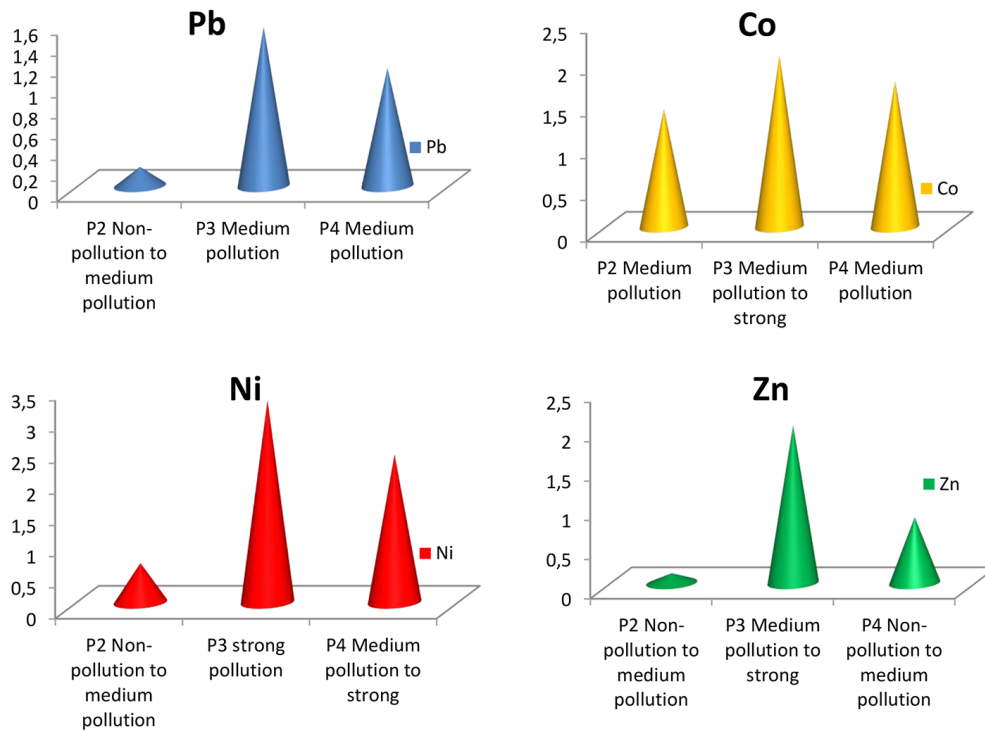 Pb
1,6
1,4
1,2
1
0,8
0,6
0,4
0,2
0
Pb
P2 Non-
pollution to
medium
pollution
P3 Medium
pollution
P4 Medium
pollution
Co
2,5
2
1,5
1
0,5
0
Co
P2 Medium
pollution
P3 Medium
pollution to
strong
P4 Medium
pollution
Ni
3,5
3
2,5
2
1,5
1
0,5
0
Ni
P2 Non-
pollution to
medium
pollution
P3 strong
pollution
P4 Medium
pollution to
strong
Zn
2,5
2
1,5
1
0,5
0
Zn
P2 Non-
pollution to
medium
pollution
P3 Medium
pollution to
strong
P4 Non-
pollution to
medium
pollution